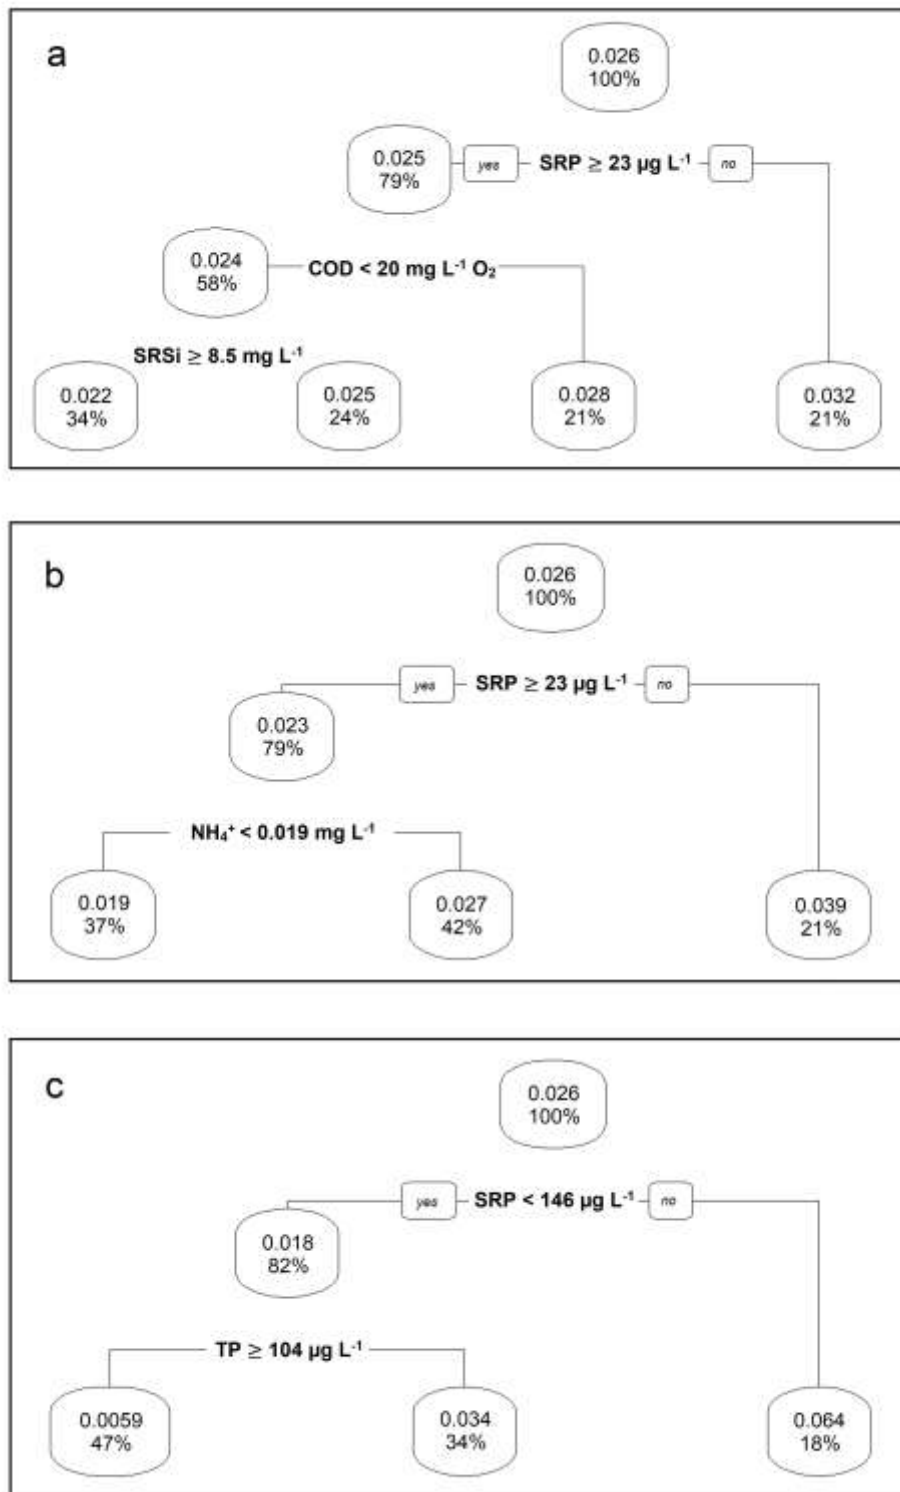 a
0.026
100%
0.025
79%
yes
SRP ≥ 23 µg L⁻¹
no
0.024
58%
COD < 20 mg L⁻¹ O₂
SRSi ≥ 8.5 mg L⁻¹
0.022
34%
0.025
24%
0.028
21%
0.032
21%
b
0.026
100%
yes
SRP ≥ 23 µg L⁻¹
no
0.023
79%
NH₄⁺ < 0.019 mg L⁻¹
0.019
37%
0.027
42%
0.039
21%
c
0.026
100%
yes
SRP < 146 µg L⁻¹
no
0.018
82%
TP ≥ 104 µg L⁻¹
0.0059
47%
0.034
34%
0.064
18%